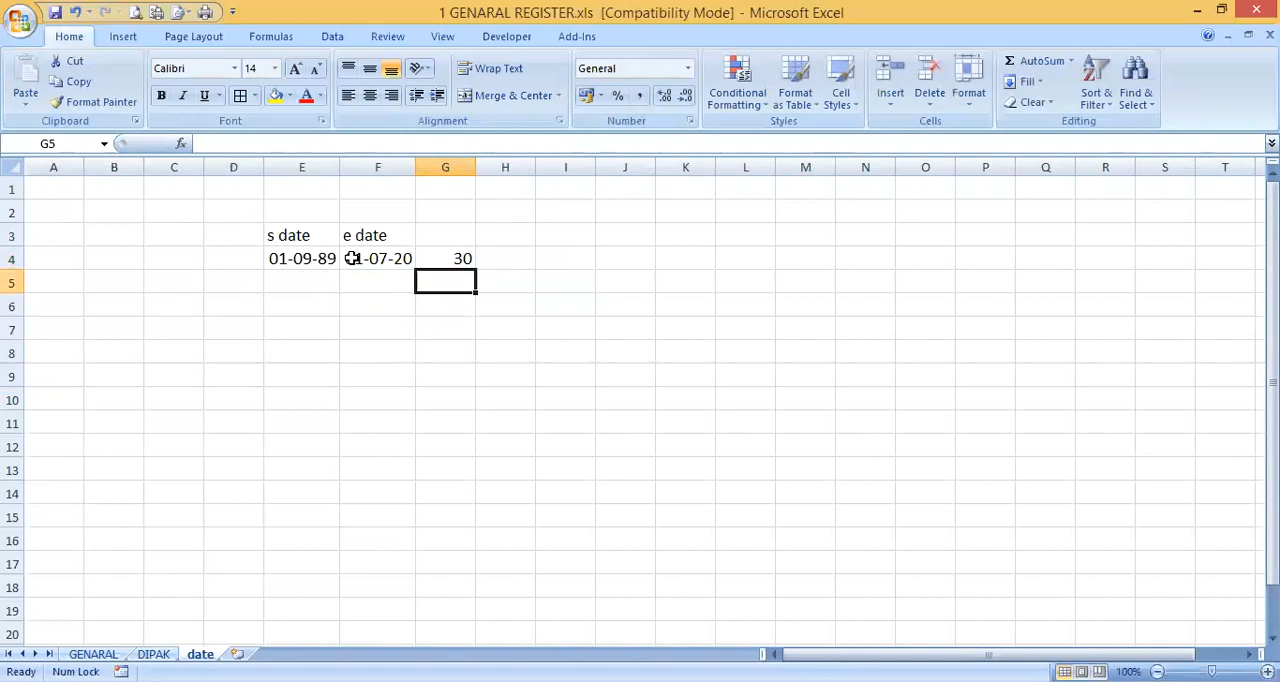 1 GENARAL REGISTER.xls [Compatibility Mode] - Microsoft Excel
Home Insert Page Layout Formulas Data Review View Developer Add-Ins
Paste
Cut
Copy
Format Painter
Clipboard
Calibri 14
A A
B I U A
Font
Wrap Text
Merge & Center
Alignment
General
% ,
Number
Conditional Formatting
Format as Table
Cell Styles
Styles
Insert Delete Format
Cells
Σ AutoSum
Fill
Clear
Sort & Filter
Find & Select
Editing
G5 fx
A B C D E F G H I J K L M N O P Q R S T
1
2
3 s date e date
4 01-09-89 1-07-20 30
5
6
7
8
9
10
11
12
13
14
15
16
17
18
19
20
GENARAL DIPAK date
Ready Num Lock 100%